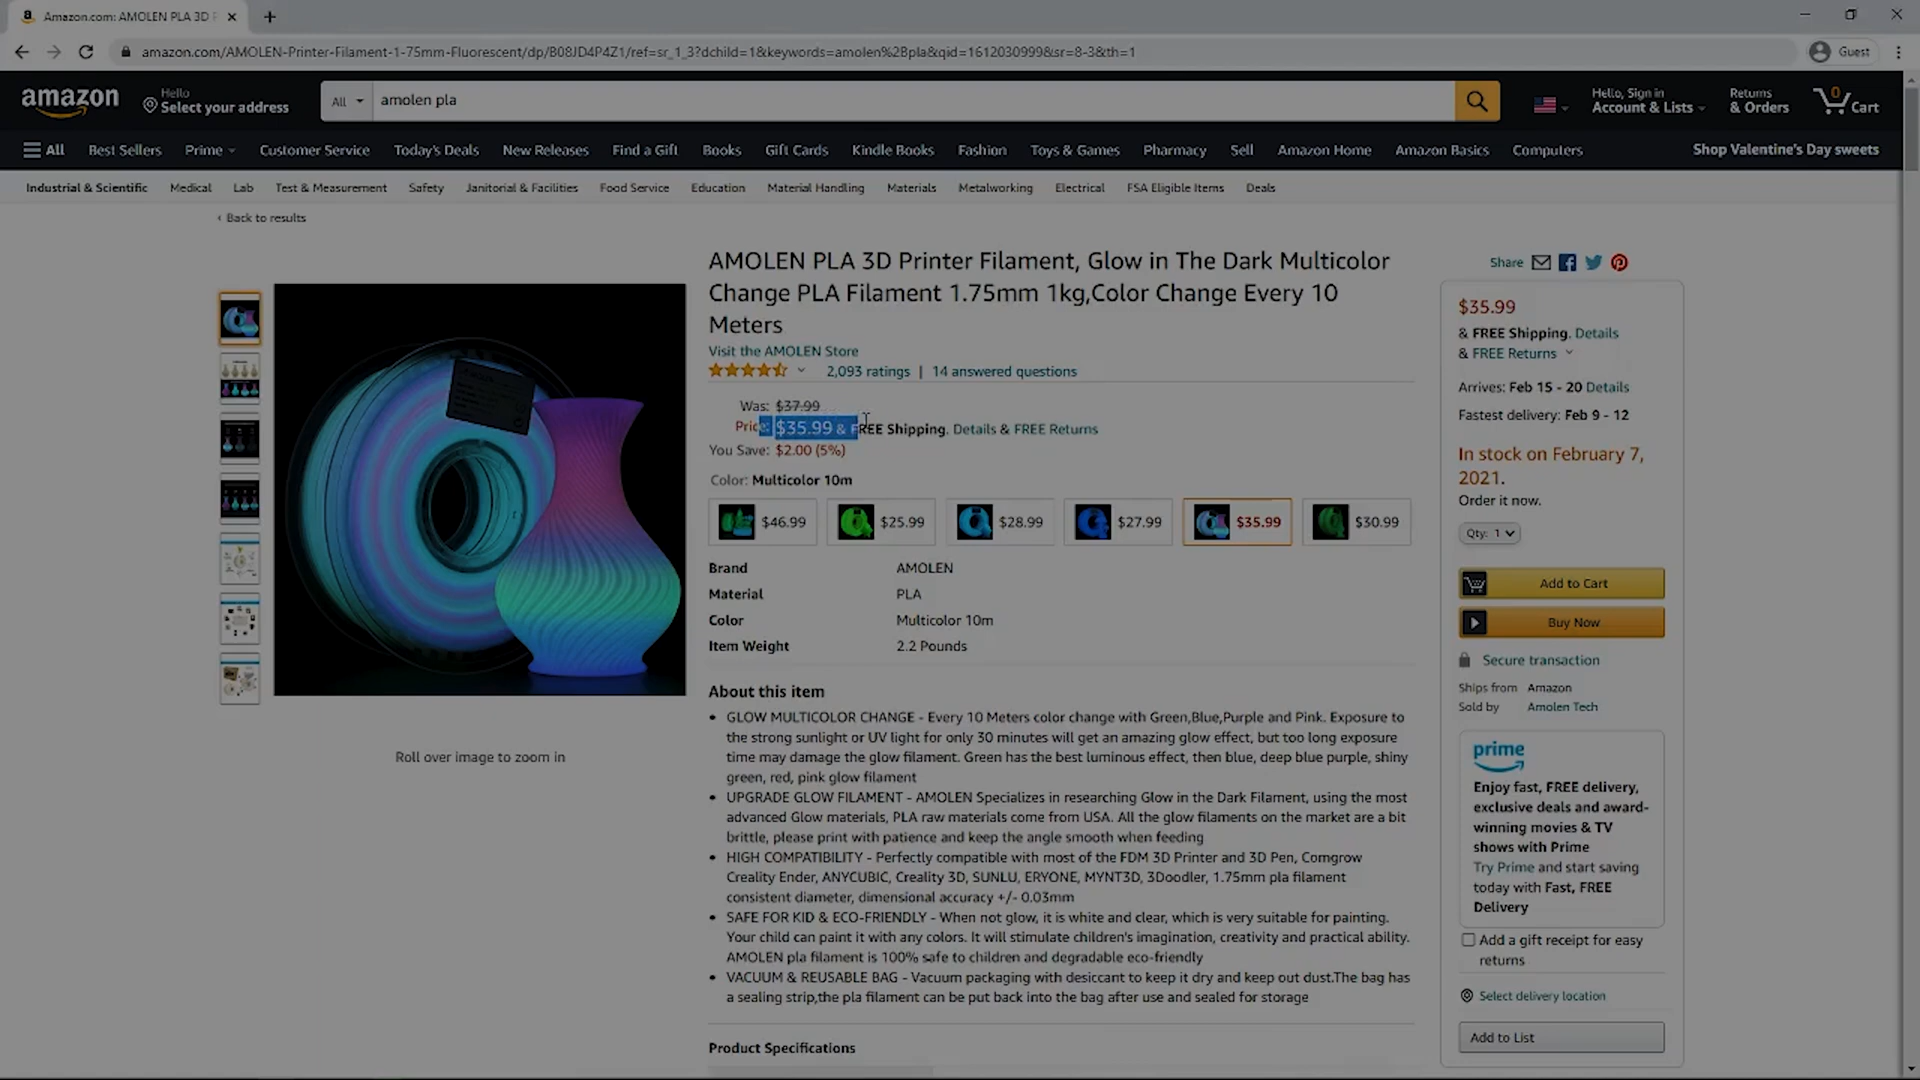 Amazon.com: AMOLEN PLA 3D
amazon.com/AMOLEN-Printer-Filament-1-75mm-Fluorescent/dp/B08JD4P4Z1/ref=sr_1_3?dchild=1&keywords=amolen%2Bpla&qid=1612030999&sr=8-3&th=1
Guest
amazon
Hello
Select your address
All
amolen pla
Hello, Sign in
Account & Lists
Returns
& Orders
0
Cart
All Best Sellers Prime Customer Service Today's Deals New Releases Find a Gift Books Gift Cards Kindle Books Fashion Toys & Games Pharmacy Sell Amazon Home Amazon Basics Computers Shop Valentine's Day sweets
Industrial & Scientific Medical Lab Test & Measurement Safety Janitorial & Facilities Food Service Education Material Handling Materials Metalworking Electrical FSA Eligible Items Deals
‹ Back to results
Roll over image to zoom in
AMOLEN PLA 3D Printer Filament, Glow in The Dark Multicolor
Change PLA Filament 1.75mm 1kg,Color Change Every 10
Meters
Visit the AMOLEN Store
2,093 ratings | 14 answered questions
Was: $37.99
Price: $35.99 & FREE Shipping. Details & FREE Returns
You Save: $2.00 (5%)
Color: Multicolor 10m
$46.99 $25.99 $28.99 $27.99 $35.99 $30.99
Brand AMOLEN
Material PLA
Color Multicolor 10m
Item Weight 2.2 Pounds
About this item
• GLOW MULTICOLOR CHANGE - Every 10 Meters color change with Green,Blue,Purple and Pink. Exposure to
the strong sunlight or UV light for only 30 minutes will get an amazing glow effect, but too long exposure
time may damage the glow filament. Green has the best luminous effect, then blue, deep blue purple, shiny
green, red, pink glow filament
• UPGRADE GLOW FILAMENT - AMOLEN Specializes in researching Glow in the Dark Filament, using the most
advanced Glow materials, PLA raw materials come from USA. All the glow filaments on the market are a bit
brittle, please print with patience and keep the angle smooth when feeding
• HIGH COMPATIBILITY - Perfectly compatible with most of the FDM 3D Printer and 3D Pen, Comgrow
Creality Ender, ANYCUBIC, Creality 3D, SUNLU, ERYONE, MYNT3D, 3Doodler, 1.75mm pla filament
consistent diameter, dimensional accuracy +/- 0.03mm
• SAFE FOR KID & ECO-FRIENDLY - When not glow, it is white and clear, which is very suitable for painting.
Your child can paint it with any colors. It will stimulate children's imagination, creativity and practical ability.
AMOLEN pla filament is 100% safe to children and degradable eco-friendly
• VACUUM & REUSABLE BAG - Vacuum packaging with desiccant to keep it dry and keep out dust.The bag has
a sealing strip,the pla filament can be put back into the bag after use and sealed for storage
Product Specifications
Share
$35.99
& FREE Shipping. Details
& FREE Returns
Arrives: Feb 15 - 20 Details
Fastest delivery: Feb 9 - 12
In stock on February 7,
2021.
Order it now.
Qty: 1
Add to Cart
Buy Now
Secure transaction
Ships from Amazon
Sold by Amolen Tech
prime
Enjoy fast, FREE delivery,
exclusive deals and award-
winning movies & TV
shows with Prime
Try Prime and start saving
today with Fast, FREE
Delivery
Add a gift receipt for easy
returns
Select delivery location
Add to List